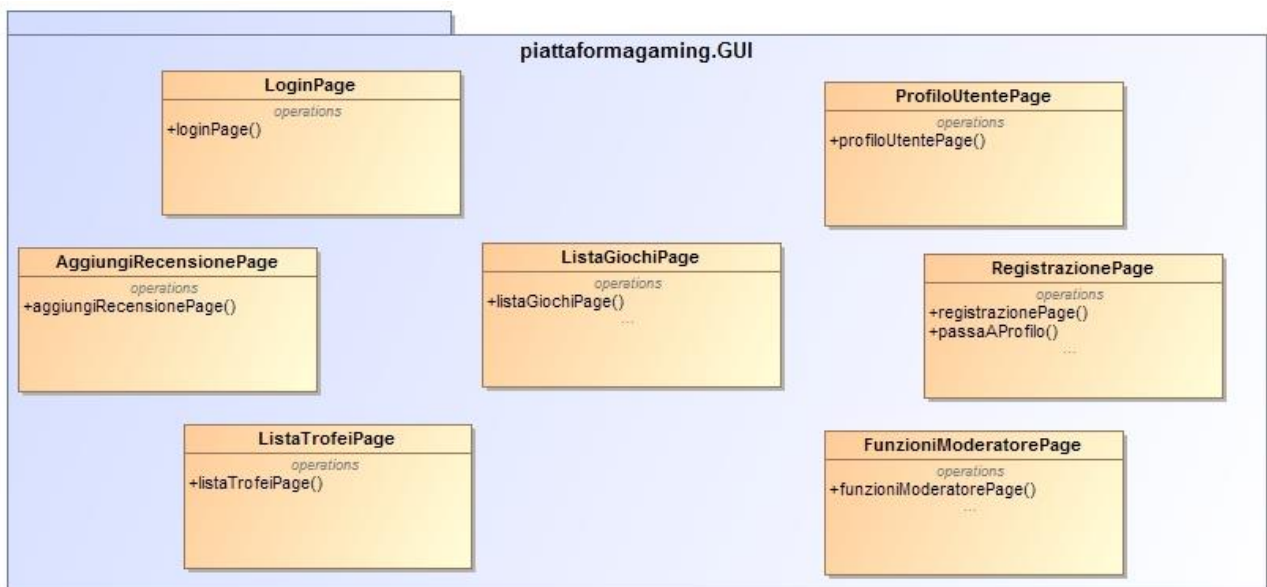 piattaformagaming.GUI
LoginPage
operations
+loginPage()
ProfiloUtentePage
operations
+profiloUtentePage()
AggiungiRecensionePage
operations
+aggiungiRecensionePage()
ListaGiochiPage
operations
+listaGiochiPage()
...
RegistrazionePage
operations
+registrazionePage()
+passaAProfilo()
...
ListaTrofeiPage
operations
+listaTrofeiPage()
FunzioniModeratorePage
operations
+funzioniModeratorePage()
...